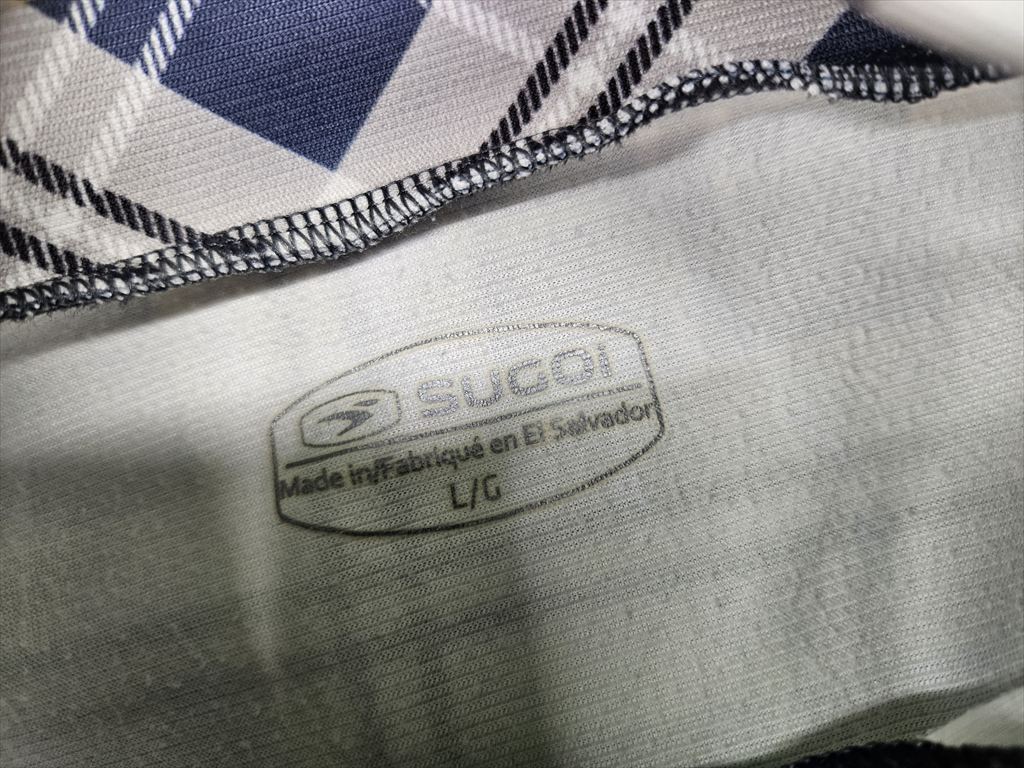 SUGOi
Made in/Fabriqué en El Salvador
L/G